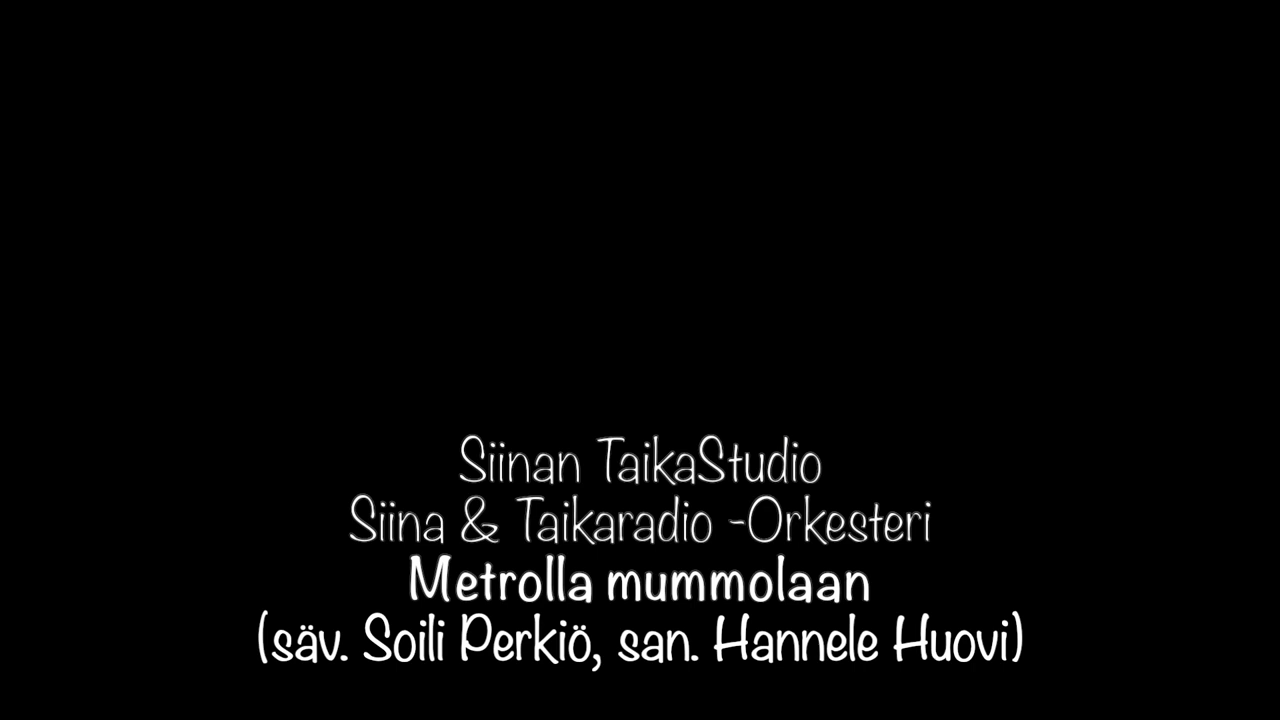 Siinan TaikaStudio
Siina & Taikaradio -Orkesteri
Metrolla mummolaan
(säv. Soili Perkiö, san. Hannele Huovi)